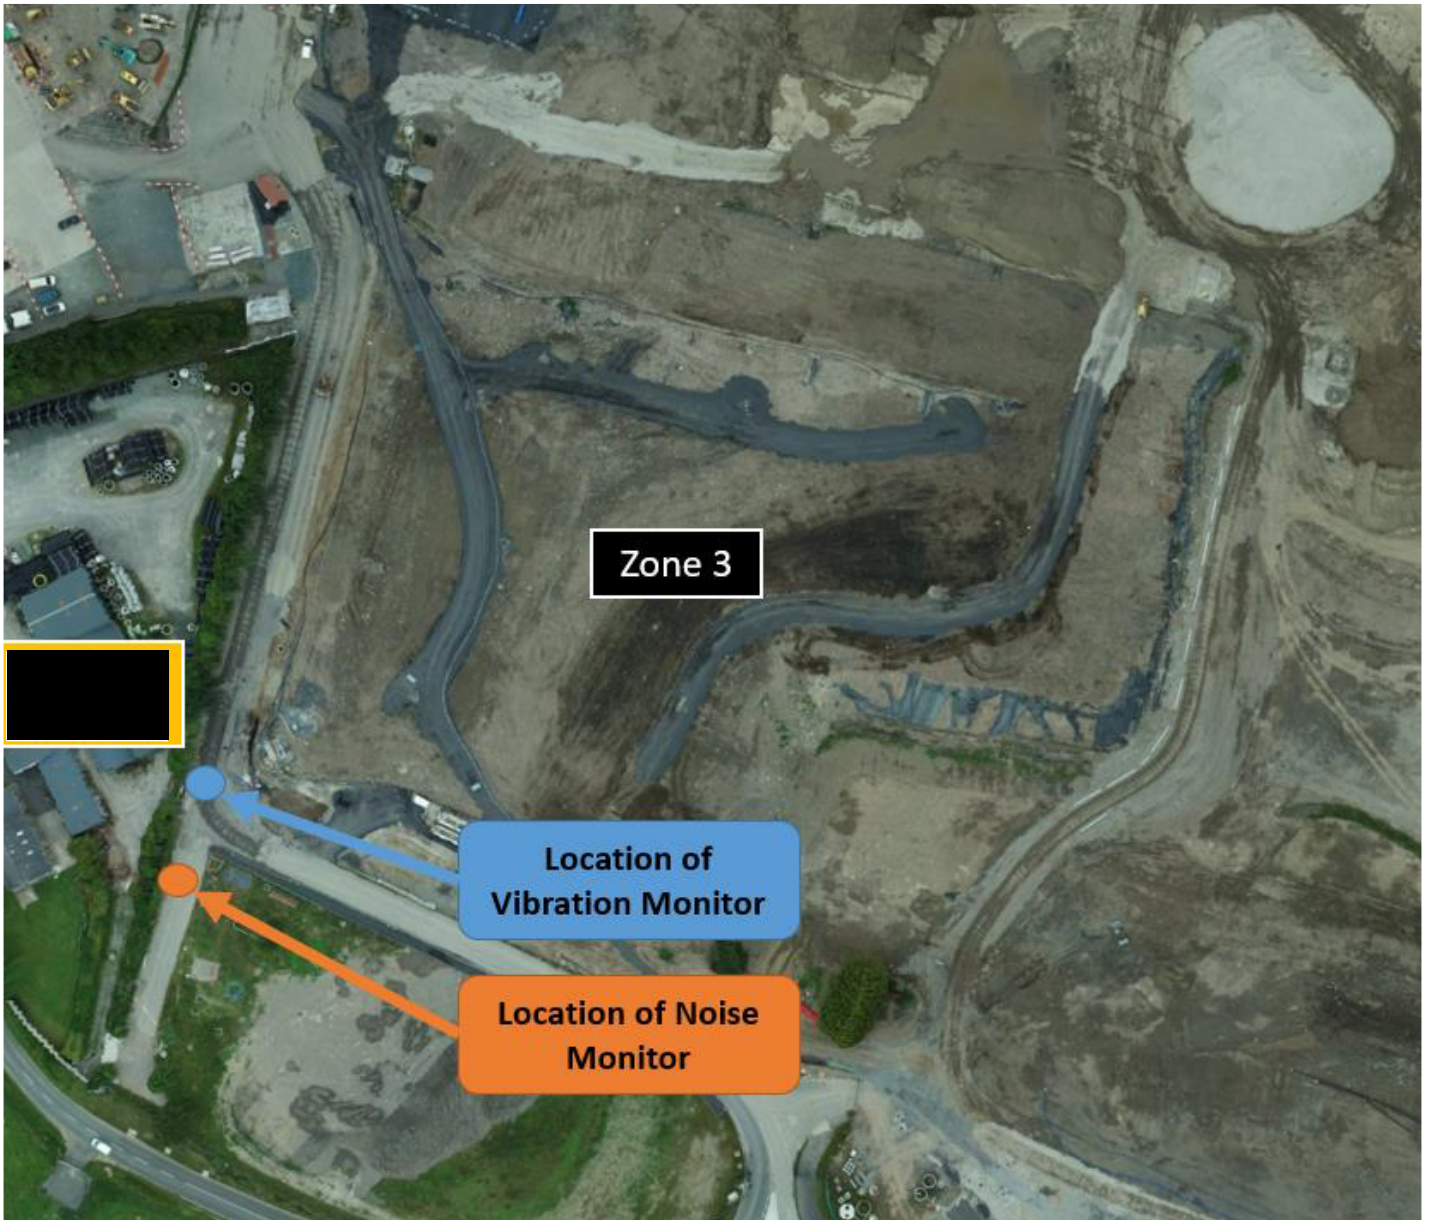 Zone 3
Location of
Vibration Monitor
Location of Noise
Monitor